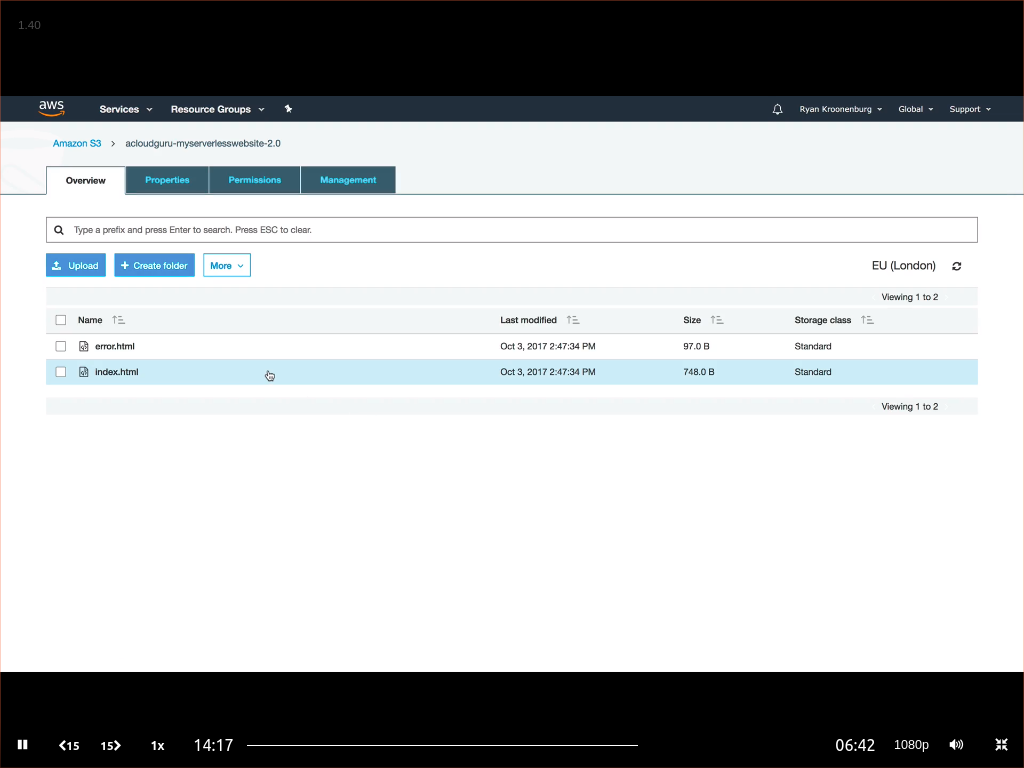 1.40
aws Services Resource Groups Ryan Kroonenburg Global Support
Amazon S3 > acloudguru-myserverlesswebsite-2.0
Overview Properties Permissions Management
Type a prefix and press Enter to search. Press ESC to clear.
Upload + Create folder More EU (London)
Viewing 1 to 2
Name Last modified Size Storage class
error.html Oct 3, 2017 2:47:34 PM 97.0 B Standard
index.html Oct 3, 2017 2:47:34 PM 748.0 B Standard
Viewing 1 to 2
15 15 1x 14:17 06:42 1080p